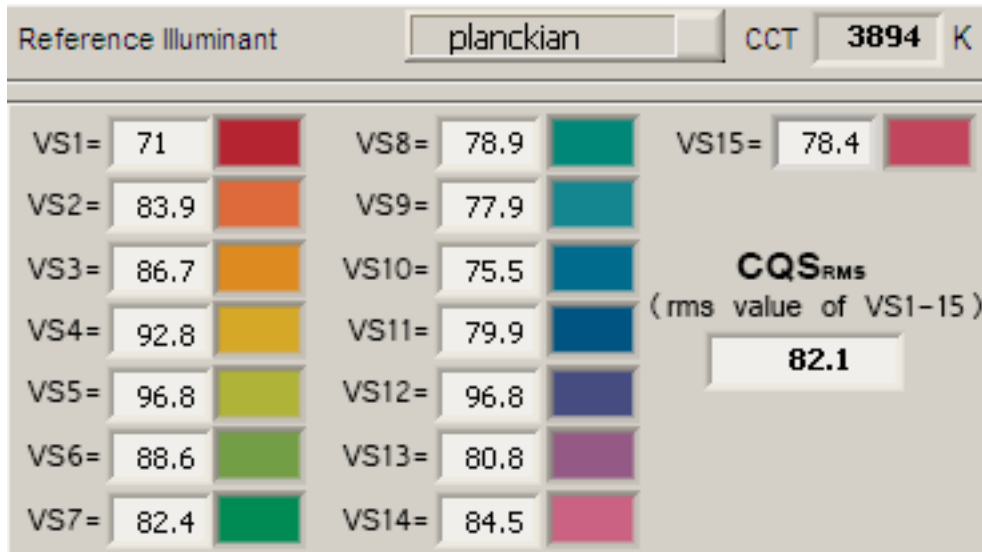 Reference Illuminant planckian CCT 3894 K
VS1= 71 VS8= 78.9 VS15= 78.4
VS2= 83.9 VS9= 77.9
VS3= 86.7 VS10= 75.5 CQSRMS
(rms value of VS1-15)
VS4= 92.8 VS11= 79.9
82.1
VS5= 96.8 VS12= 96.8
VS6= 88.6 VS13= 80.8
VS7= 82.4 VS14= 84.5